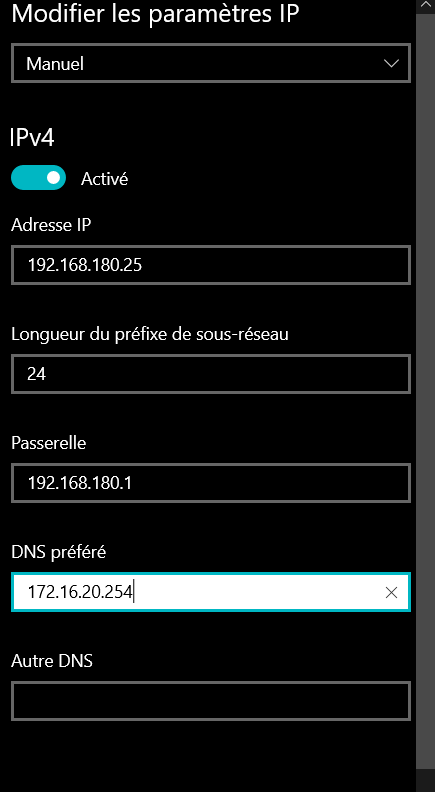 Modifier les paramètres IP
Manuel
IPv4
Activé
Adresse IP
192.168.180.25
Longueur du préfixe de sous-réseau
24
Passerelle
192.168.180.1
DNS préféré
172.16.20.254
Autre DNS